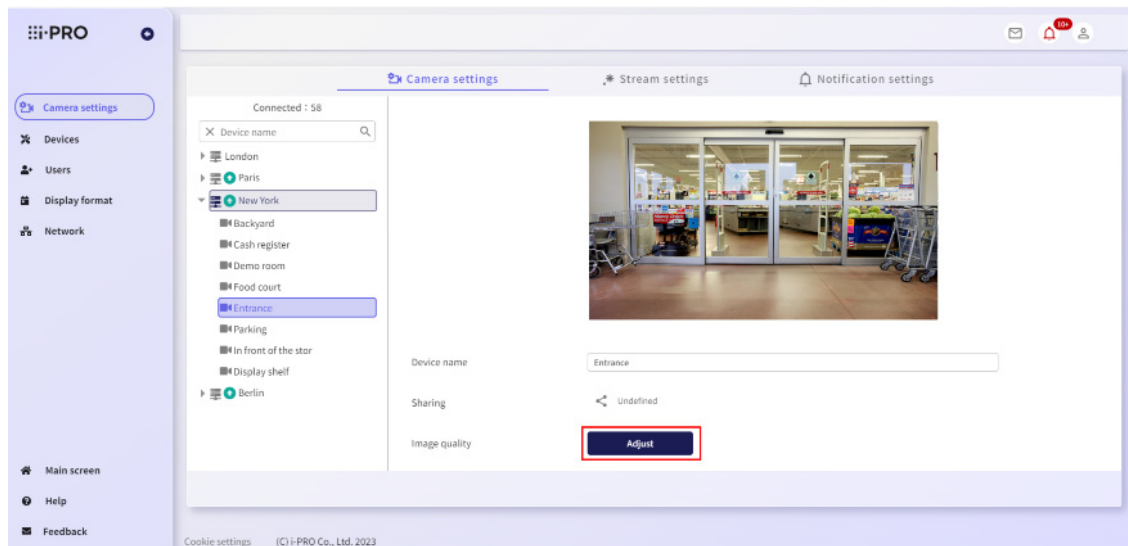 i-PRO
10+
Camera settings
Stream settings
Notification settings
Camera settings
Devices
Users
Display format
Network
Connected : 58
Device name
London
Paris
New York
Backyard
Cash register
Demo room
Food court
Entrance
Parking
In front of the stor
Display shelf
Berlin
Device name
Entrance
Sharing
Undefined
Image quality
Adjust
Main screen
Help
Feedback
Cookie settings (C) i-PRO Co., Ltd. 2023